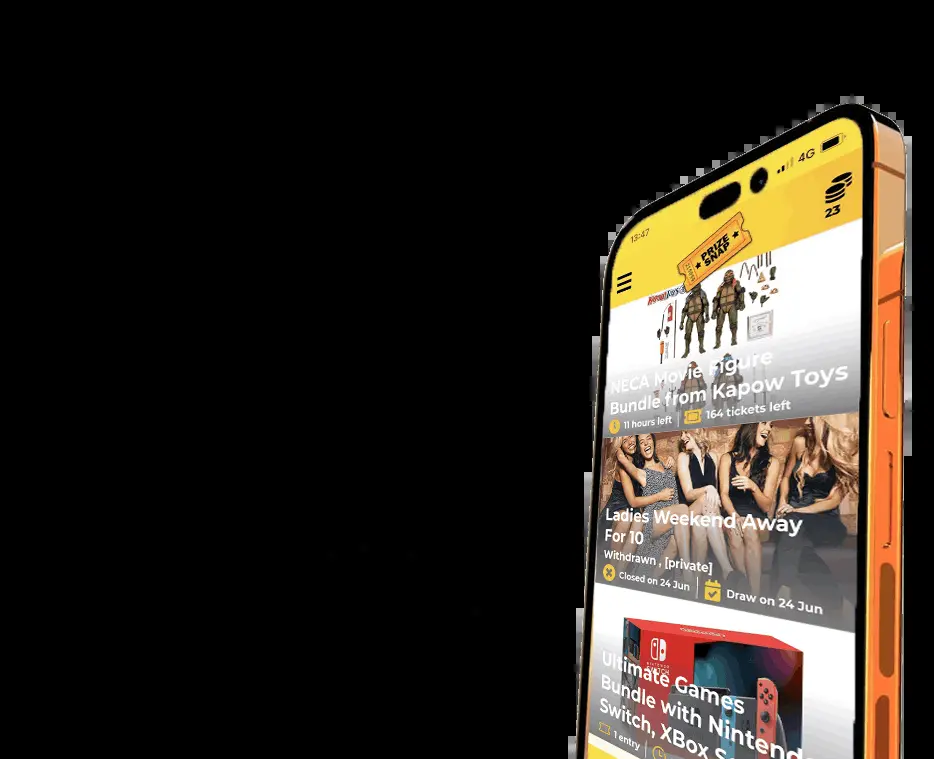 13:47
4G
23
PRIZE
SNAP
NECA Movie Figure
Bundle from Kapow Toys
11 hours left
164 tickets left
Ladies Weekend Away
For 10
Withdrawn , [private]
Closed on 24 Jun
Draw on 24 Jun
NINTENDO
SWITCH
Ultimate Games
Bundle with Nintend
Switch, XBox S
1 entry